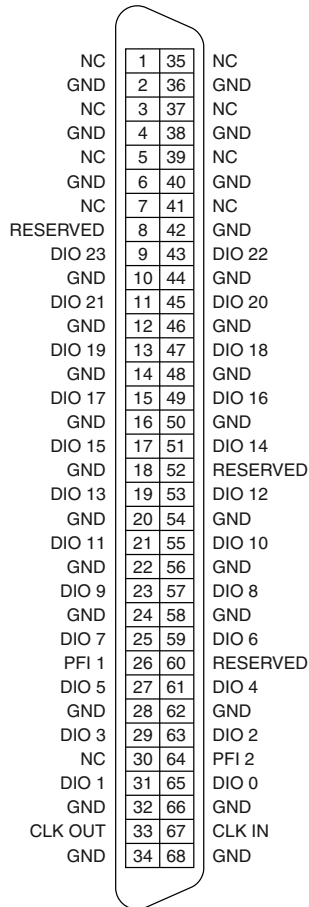 NC 1 35 NC
GND 2 36 GND
NC 3 37 NC
GND 4 38 GND
NC 5 39 NC
GND 6 40 GND
NC 7 41 NC
RESERVED 8 42 GND
DIO 23 9 43 DIO 22
GND 10 44 GND
DIO 21 11 45 DIO 20
GND 12 46 GND
DIO 19 13 47 DIO 18
GND 14 48 GND
DIO 17 15 49 DIO 16
GND 16 50 GND
DIO 15 17 51 DIO 14
GND 18 52 RESERVED
DIO 13 19 53 DIO 12
GND 20 54 GND
DIO 11 21 55 DIO 10
GND 22 56 GND
DIO 9 23 57 DIO 8
GND 24 58 GND
DIO 7 25 59 DIO 6
PFI 1 26 60 RESERVED
DIO 5 27 61 DIO 4
GND 28 62 GND
DIO 3 29 63 DIO 2
NC 30 64 PFI 2
DIO 1 31 65 DIO 0
GND 32 66 GND
CLK OUT 33 67 CLK IN
GND 34 68 GND